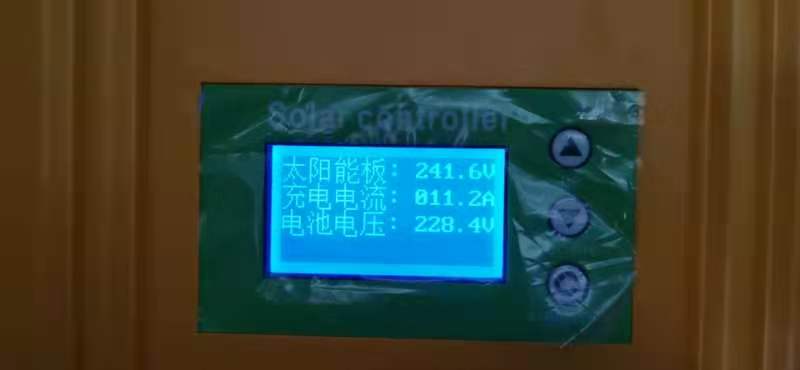 Solar controller
太阳能板: 241.6V
充电电流: 011.2A
电池电压: 228.4V